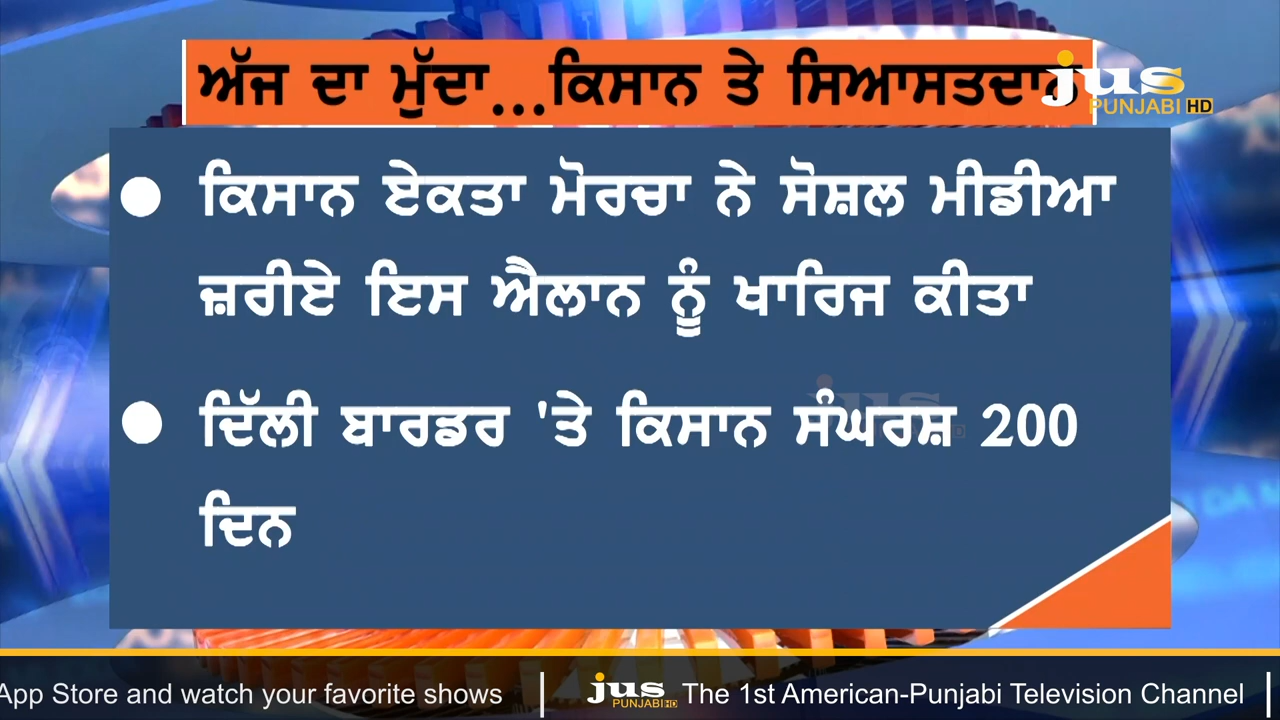 ਅੱਜ ਦਾ ਮੁੱਦਾ...ਕਿਸਾਨ ਤੇ ਸਿਆਸਤਦਾਨ
jus
PUNJABI HD
ਕਿਸਾਨ ਏਕਤਾ ਮੋਰਚਾ ਨੇ ਸੋਸ਼ਲ ਮੀਡੀਆ
ਜ਼ਰੀਏ ਇਸ ਐਲਾਨ ਨੂੰ ਖਾਰਿਜ ਕੀਤਾ
ਦਿੱਲੀ ਬਾਰਡਰ 'ਤੇ ਕਿਸਾਨ ਸੰਘਰਸ਼ 200
ਦਿਨ
App Store and watch your favorite shows | jus PUNJABI HD The 1st American-Punjabi Television Channel |